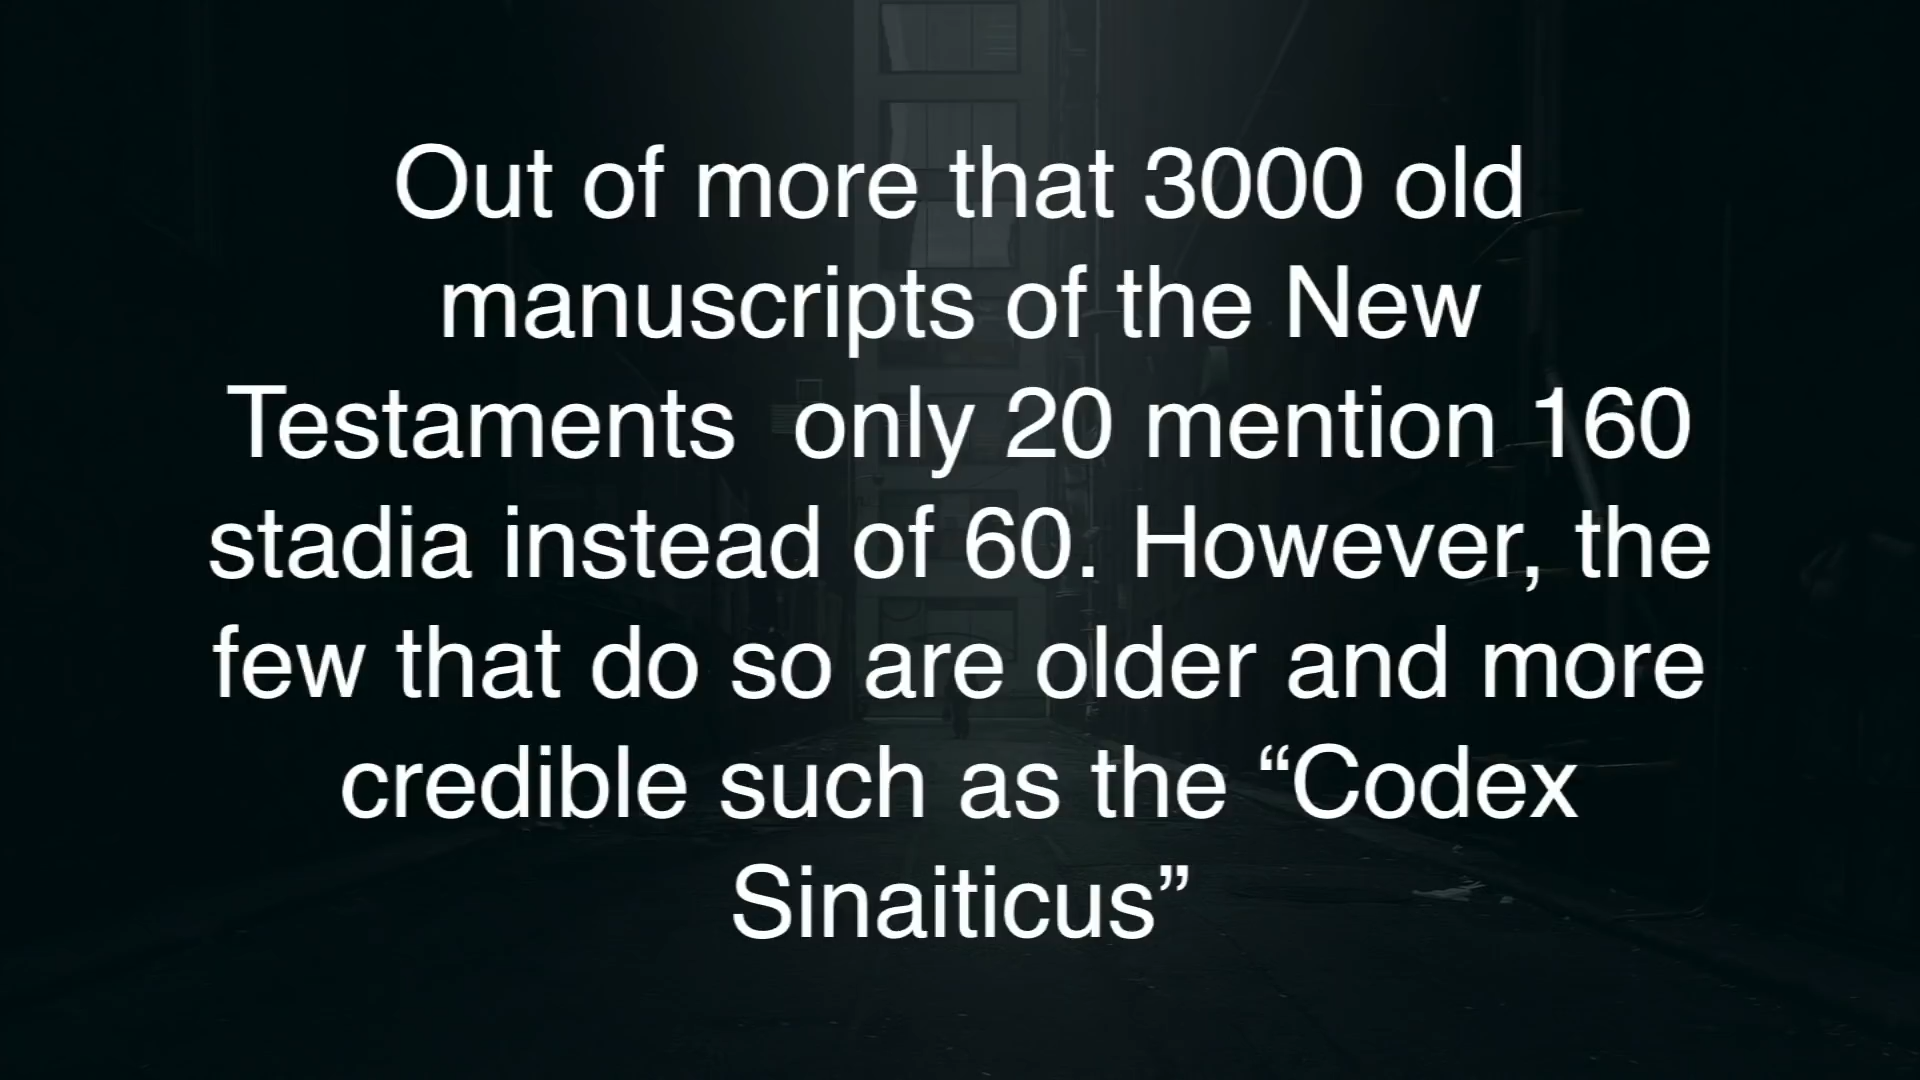 Out of more that 3000 old
manuscripts of the New
Testaments  only 20 mention 160
stadia instead of 60. However, the
few that do so are older and more
credible such as the “Codex
Sinaiticus”